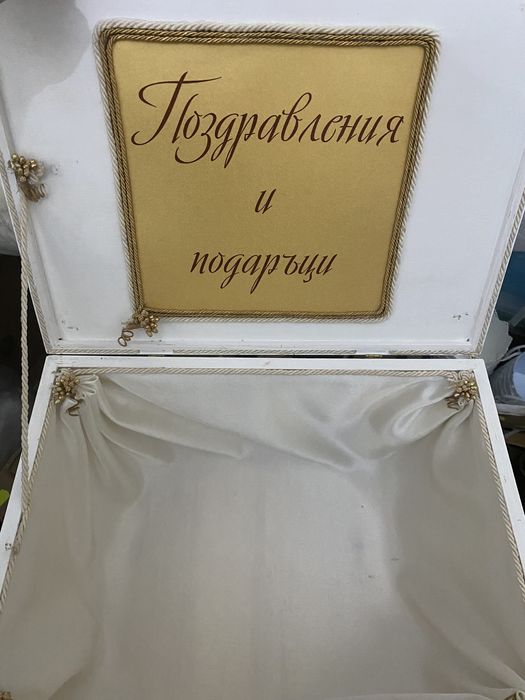 Поздравления
и
подаръци